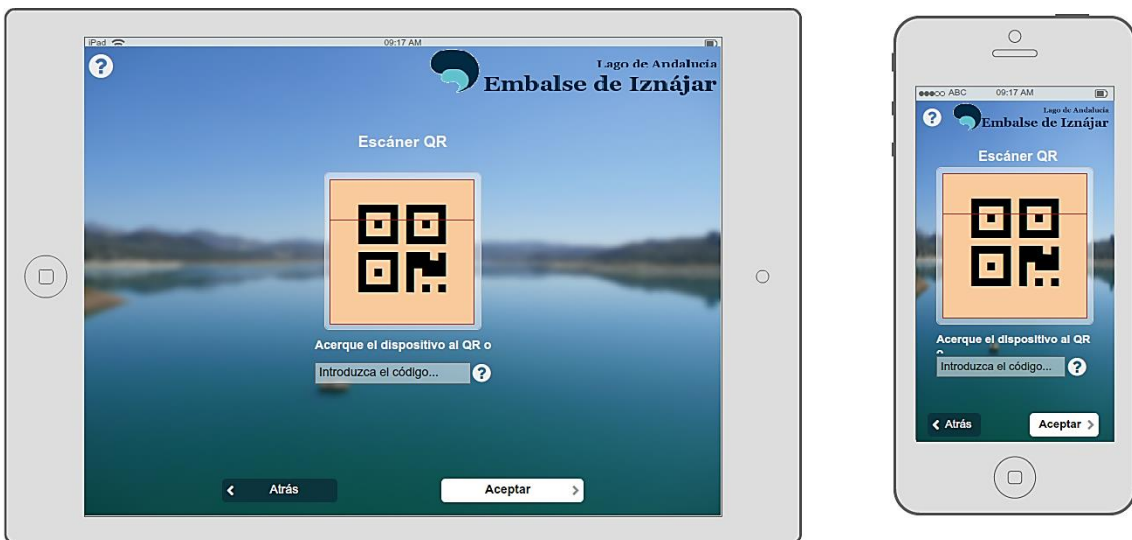 iPad 09:17 AM
?
Lago de Andalucía
Embalse de Iznájar
Escáner QR
Acerque el dispositivo al QR o
Introduzca el código... ?
Atrás
Aceptar
ABC 09:17 AM
?
Lago de Andalucía
Embalse de Iznájar
Escáner QR
Acerque el dispositivo al QR
o
Introduzca el código... ?
Atrás
Aceptar